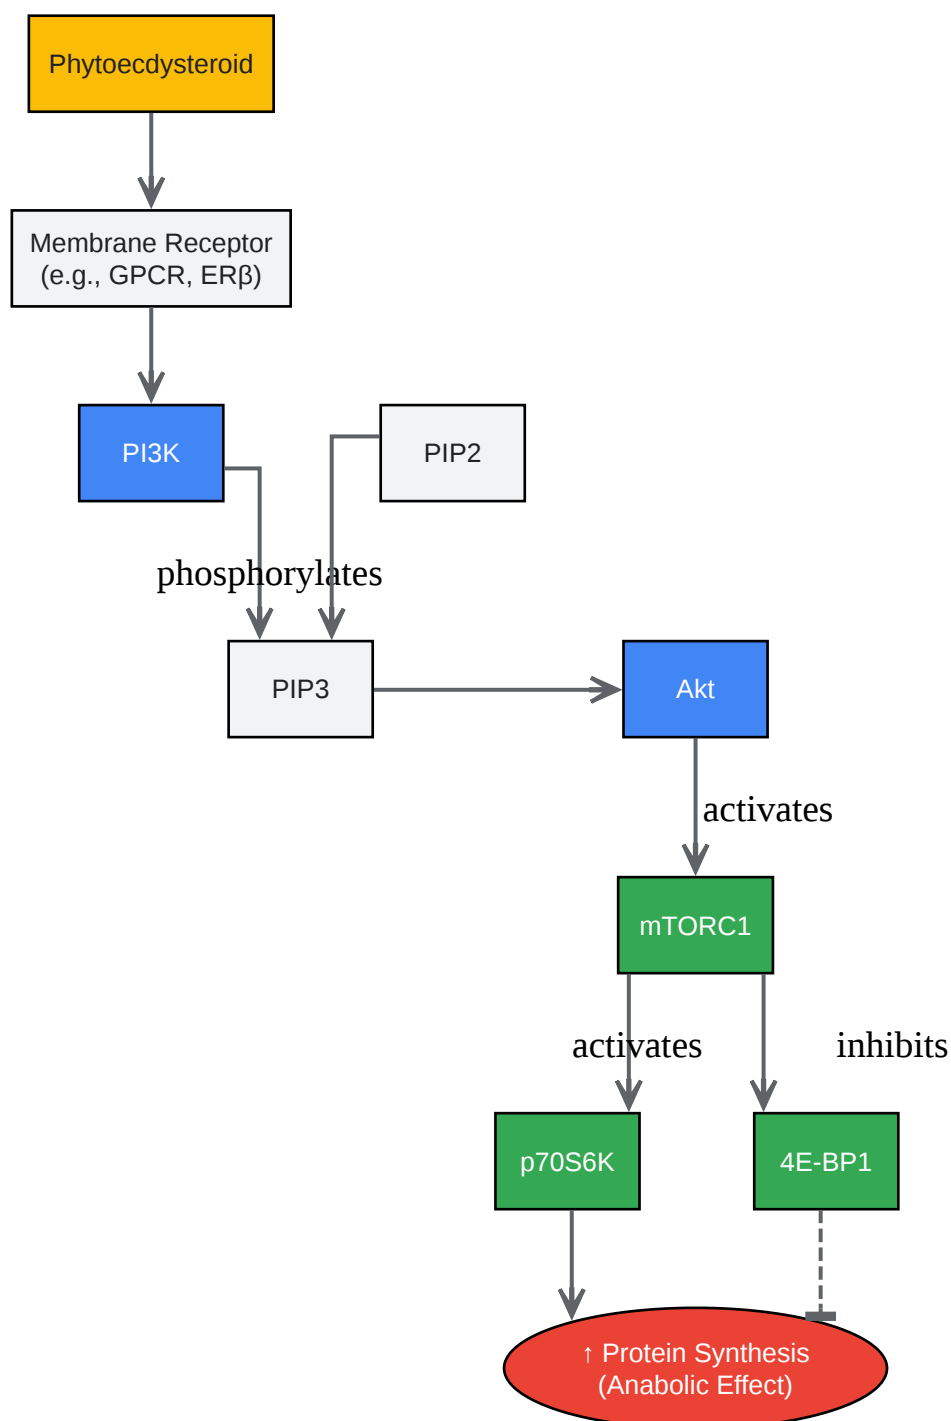 Phytoecdysteroid
Membrane Receptor
(e.g., GPCR, ERβ)
PI3K
PIP2
phosphorylates
PIP3
Akt
activates
mTORC1
activates
inhibits
p70S6K
4E-BP1
↑ Protein Synthesis
(Anabolic Effect)